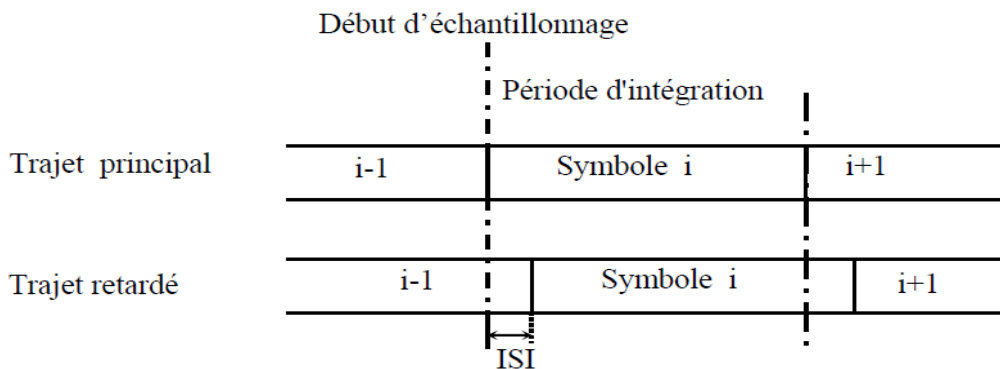 Début d’échantillonnage
Période d'intégration
Trajet principal
i-1
Symbole i
i+1
Trajet retardé
i-1
Symbole i
i+1
ISI